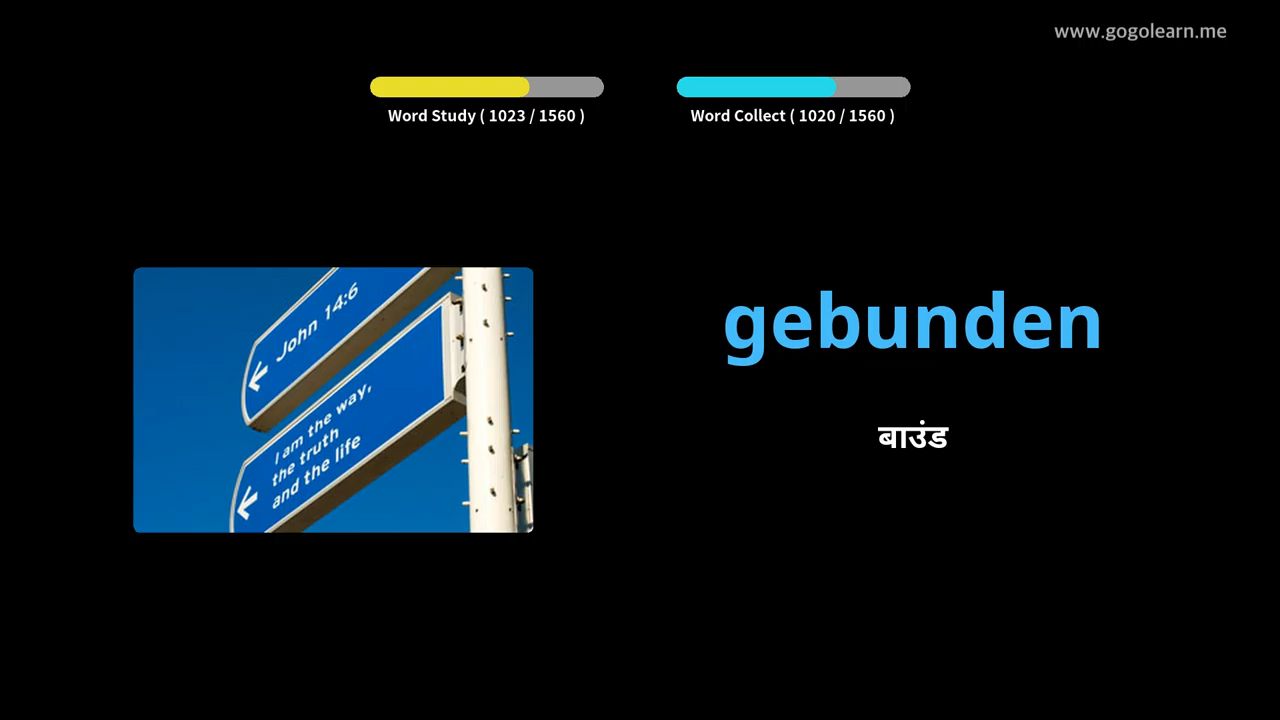 www.gogolearn.me
Word Study ( 1023 / 1560 )
Word Collect ( 1020 / 1560 )
John 14:6
I am the way,
the truth
and the life
gebunden
बाउंड